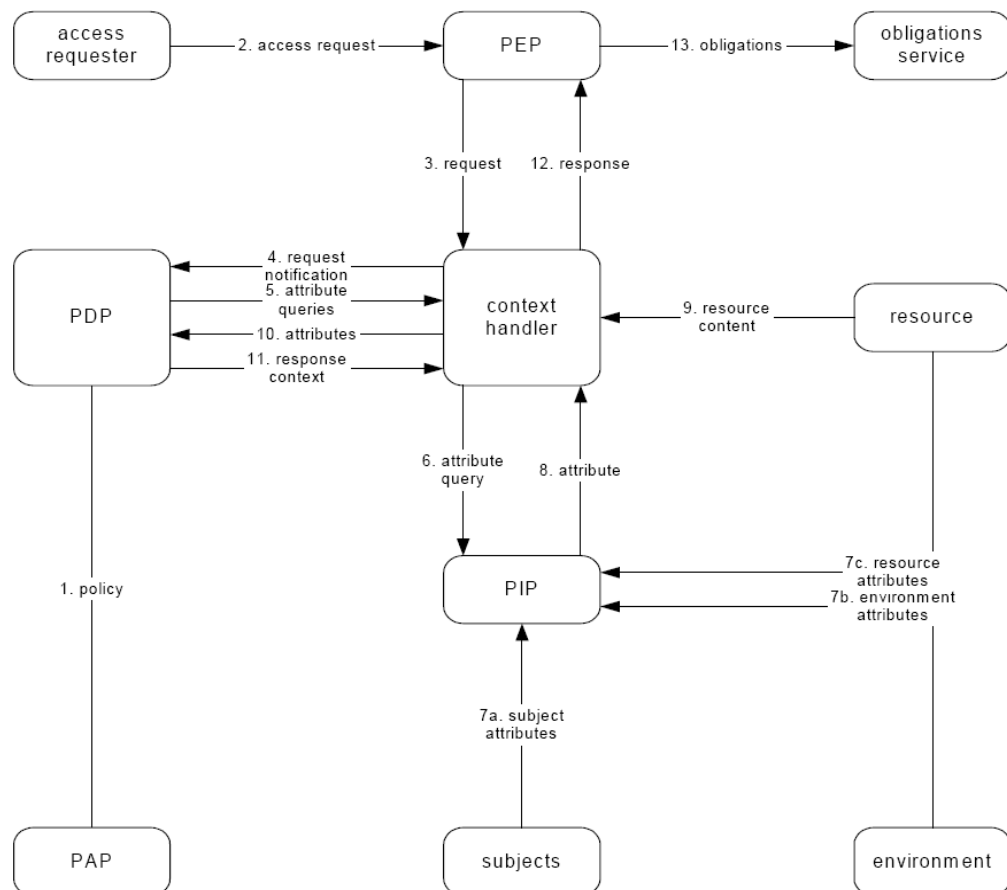 access
requester
2. access request
PEP
13. obligations
obligations
service
3. request
12. response
PDP
4. request
notification
5. attribute
queries
10. attributes
11. response
context
context
handler
9. resource
content
resource
6. attribute
query
8. attribute
1. policy
PIP
7c. resource
attributes
7b. environment
attributes
7a. subject
attributes
PAP
subjects
environment